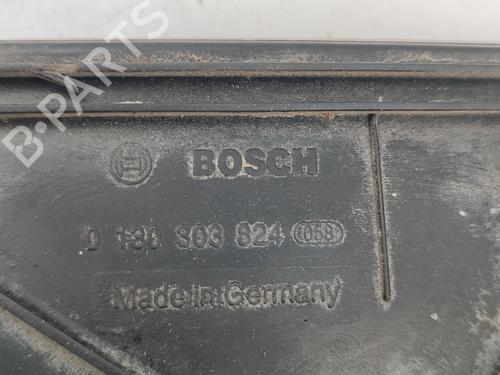 B-PARTS
BOSCH
0 130 303 824 058
Made in Germany